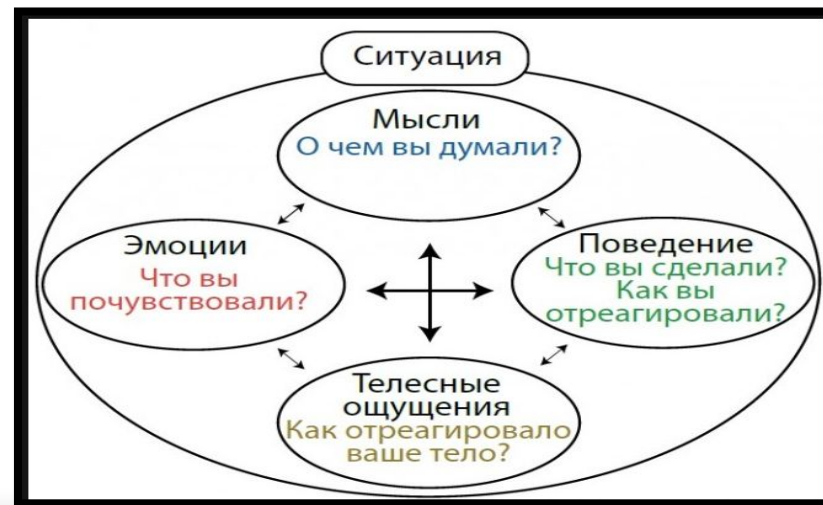 Ситуация
Мысли
О чем вы думали?
Эмоции
Что вы
почувствовали?
Поведение
Что вы сделали?
Как вы
отреагировали?
Телесные
ощущения
Как отреагировало
ваше тело?